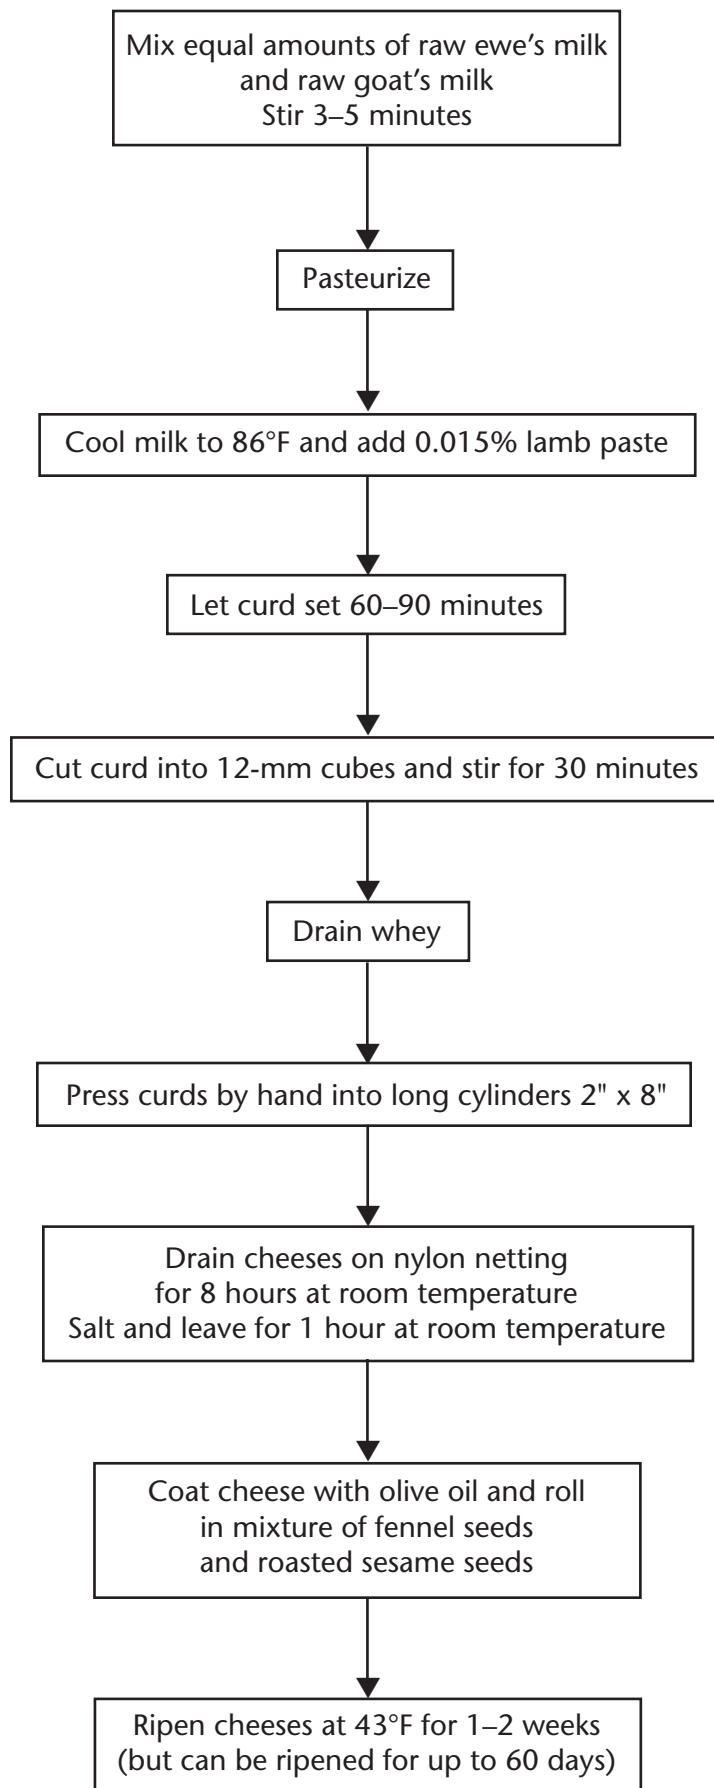 Mix equal amounts of raw ewe’s milk
and raw goat’s milk
Stir 3–5 minutes
Pasteurize
Cool milk to 86°F and add 0.015% lamb paste
Let curd set 60–90 minutes
Cut curd into 12-mm cubes and stir for 30 minutes
Drain whey
Press curds by hand into long cylinders 2" x 8"
Drain cheeses on nylon netting
for 8 hours at room temperature
Salt and leave for 1 hour at room temperature
Coat cheese with olive oil and roll
in mixture of fennel seeds
and roasted sesame seeds
Ripen cheeses at 43°F for 1–2 weeks
(but can be ripened for up to 60 days)